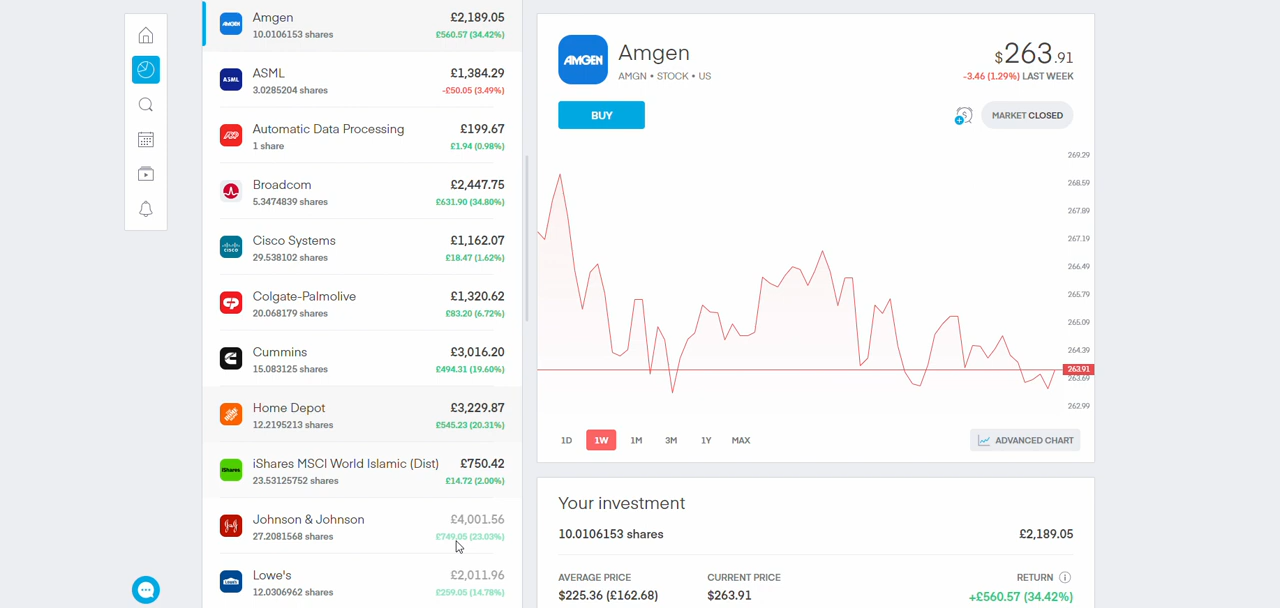 Amgen
£2,189.05
10.0106153 shares
£560.57 (34.42%)
ASML
ASML
£1,384.29
3.0285204 shares
-£50.05 (3.49%)
Automatic Data Processing
£199.67
1 share
£1.94 (0.98%)
Broadcom
£2,447.75
5.3474839 shares
£631.90 (34.80%)
Cisco Systems
£1,162.07
29.538102 shares
£18.47 (1.62%)
Colgate-Palmolive
£1,320.62
20.068179 shares
£83.20 (6.72%)
Cummins
£3,016.20
15.083125 shares
£494.31 (19.60%)
Home Depot
£3,229.87
12.2195213 shares
£545.23 (20.31%)
iShares
iShares MSCI World Islamic (Dist)
£750.42
23.53125752 shares
£14.72 (2.00%)
Johnson & Johnson
£4,001.56
27.2081568 shares
£749.05 (23.03%)
Lowe's
£2,011.96
12.0306962 shares
£259.05 (14.78%)
AMGEN
Amgen
AMGN • STOCK • US
$263.91
-3.46 (1.29%) LAST WEEK
BUY
MARKET CLOSED
269.29
268.59
267.89
267.19
266.49
265.79
265.09
264.39
263.91
263.69
262.99
1D 1W 1M 3M 1Y MAX
ADVANCED CHART
Your investment
10.0106153 shares
£2,189.05
AVERAGE PRICE
CURRENT PRICE
RETURN
$225.36 (£162.68)
$263.91
+£560.57 (34.42%)